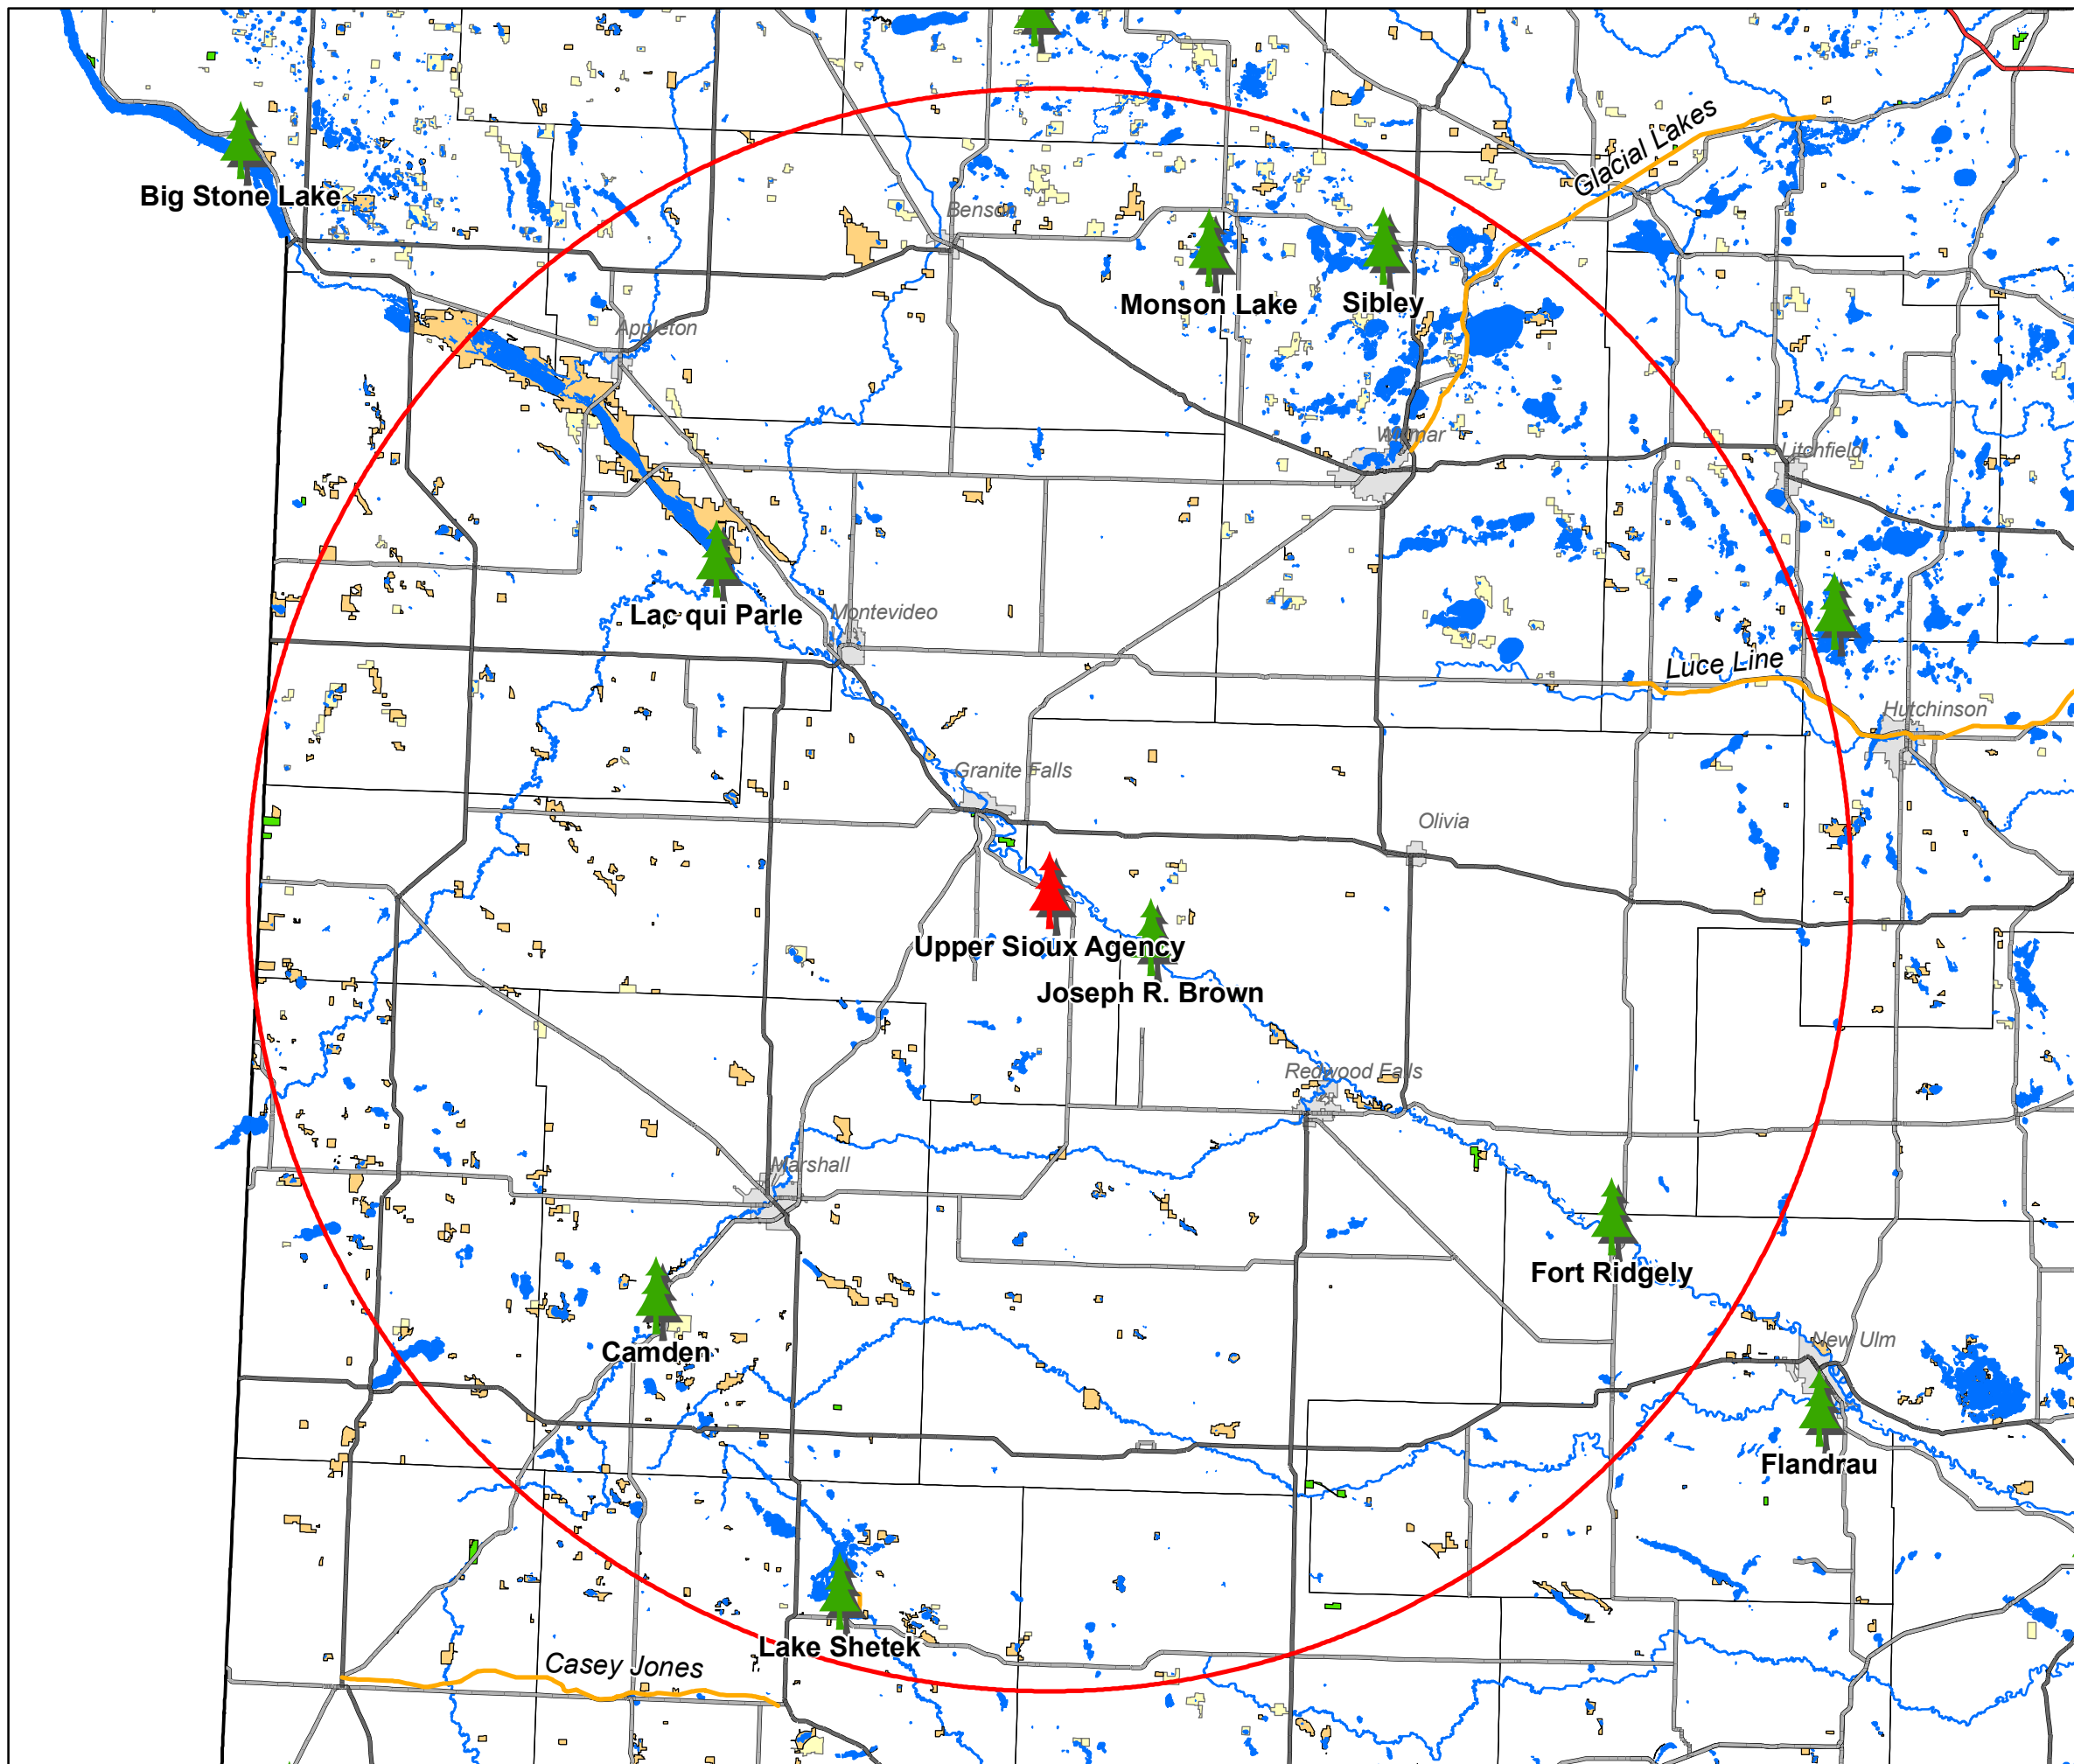 Glacial Lakes
Big Stone Lake
Benson
Monson Lake
Sibley
Appleton
Willmar
Litchfield
Lac qui Parle
Montevideo
Luce Line
Hutchinson
Granite Falls
Olivia
Upper Sioux Agency
Joseph R. Brown
Redwood Falls
Marshall
Fort Ridgely
New Ulm
Camden
Flandrau
Lake Shetek
Casey Jones